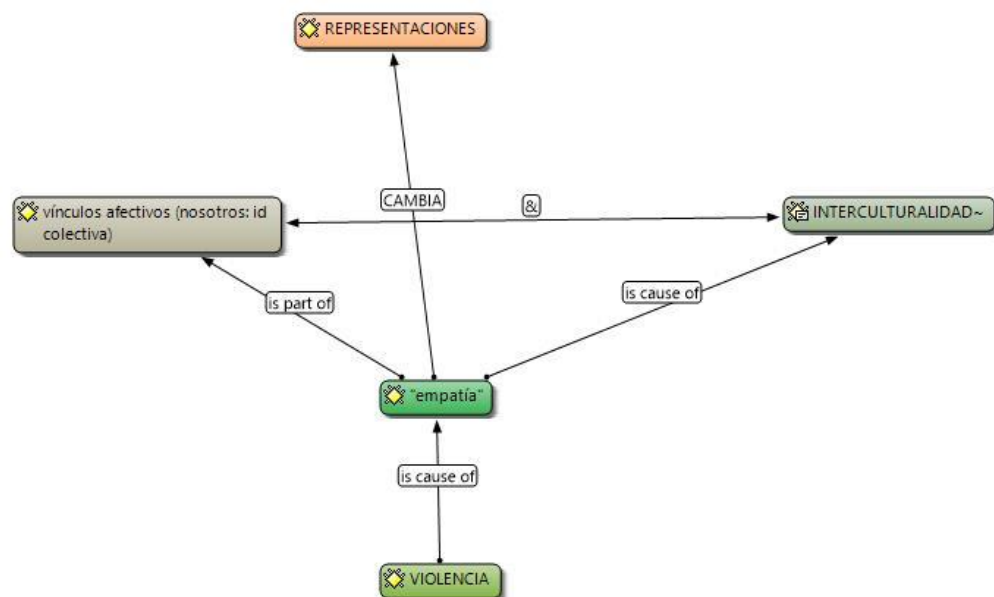 REPRESENTACIONES
CAMBIA
&
vínculos afectivos (nosotros: id
colectiva)
INTERCULTURALIDAD~
is part of
is cause of
"empatía"
is cause of
VIOLENCIA